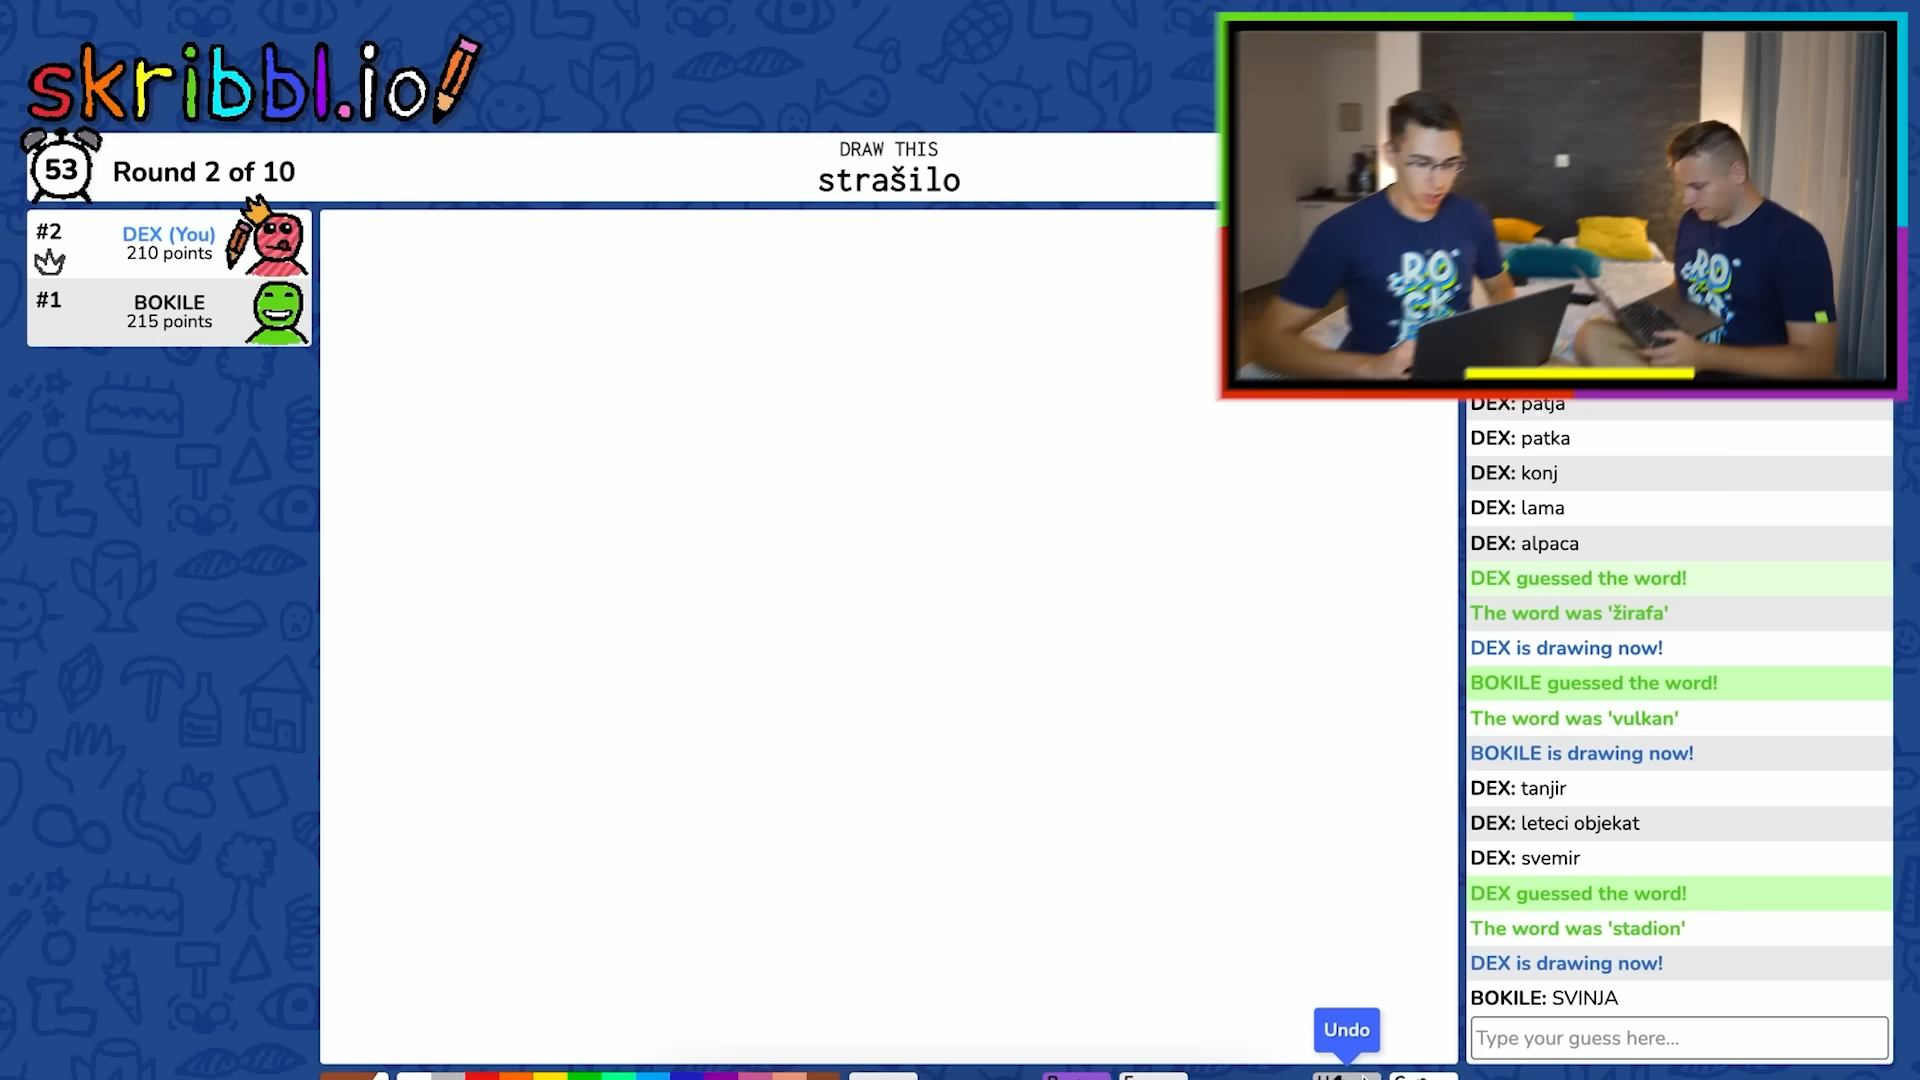 skribbl.io
53
Round 2 of 10
DRAW THIS
strašilo
#2
DEX (You)
210 points
#1
BOKILE
215 points
RO
CK
RO
CK
DEX: patja
DEX: patka
DEX: konj
DEX: lama
DEX: alpaca
DEX guessed the word!
The word was 'žirafa'
DEX is drawing now!
BOKILE guessed the word!
The word was 'vulkan'
BOKILE is drawing now!
DEX: tanjir
DEX: leteci objekat
DEX: svemir
DEX guessed the word!
The word was 'stadion'
DEX is drawing now!
BOKILE: SVINJA
Type your guess here...
Undo